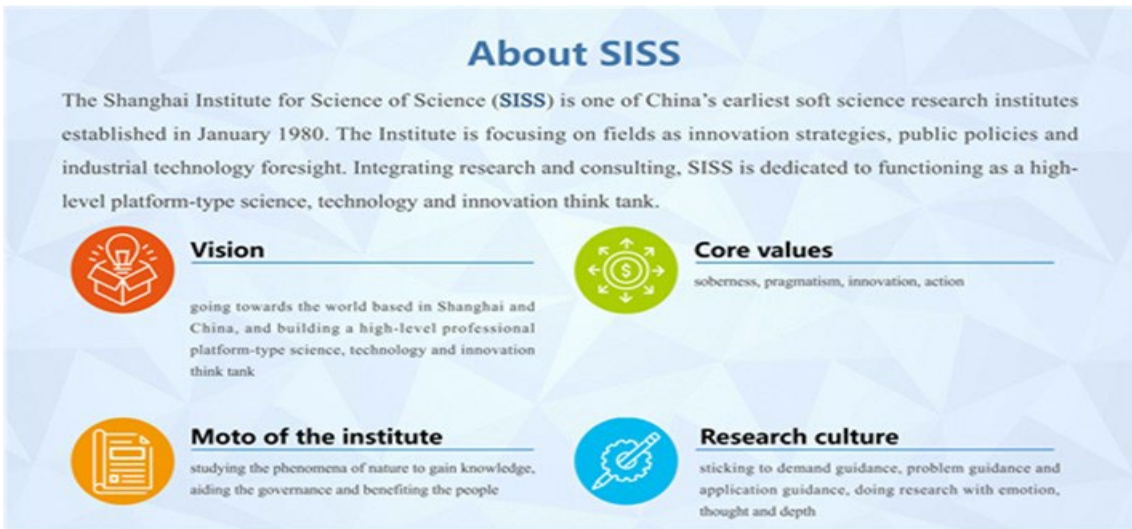 About SISS
The Shanghai Institute for Science of Science (SISS) is one of China's earliest soft science research institutes
established in January 1980. The Institute is focusing on fields as innovation strategies, public policies and
industrial technology foresight. Integrating research and consulting, SISS is dedicated to functioning as a high-
level platform-type science, technology and innovation think tank.
Vision
going towards the world based in Shanghai and
China, and building a high-level professional
platform-type science, technology and innovation
think tank
Core values
soberness, pragmatism, innovation, action
Moto of the institute
studying the phenomena of nature to gain knowledge,
aiding the governance and benefiting the people
Research culture
sticking to demand guidance, problem guidance and
application guidance, doing research with emotion,
thought and depth